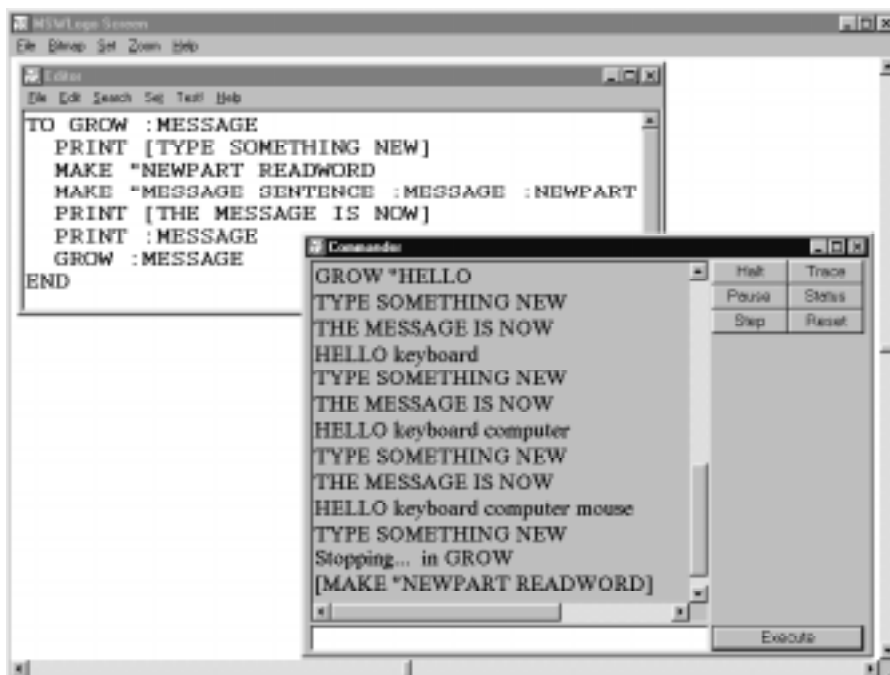 MSWLogo Screen
File Bitmap Set Zoom Help
Editor
File Edit Search Set Test! Help
TO GROW :MESSAGE
PRINT [TYPE SOMETHING NEW]
MAKE "NEWPART READWORD
MAKE "MESSAGE SENTENCE :MESSAGE :NEWPART
PRINT [THE MESSAGE IS NOW]
PRINT :MESSAGE
GROW :MESSAGE
END
Commander
GROW "HELLO
TYPE SOMETHING NEW
THE MESSAGE IS NOW
HELLO keyboard
TYPE SOMETHING NEW
THE MESSAGE IS NOW
HELLO keyboard computer
TYPE SOMETHING NEW
THE MESSAGE IS NOW
HELLO keyboard computer mouse
TYPE SOMETHING NEW
Stopping... in GROW
[MAKE "NEWPART READWORD]
Halt Trace
Pause Status
Step Reset
Execute